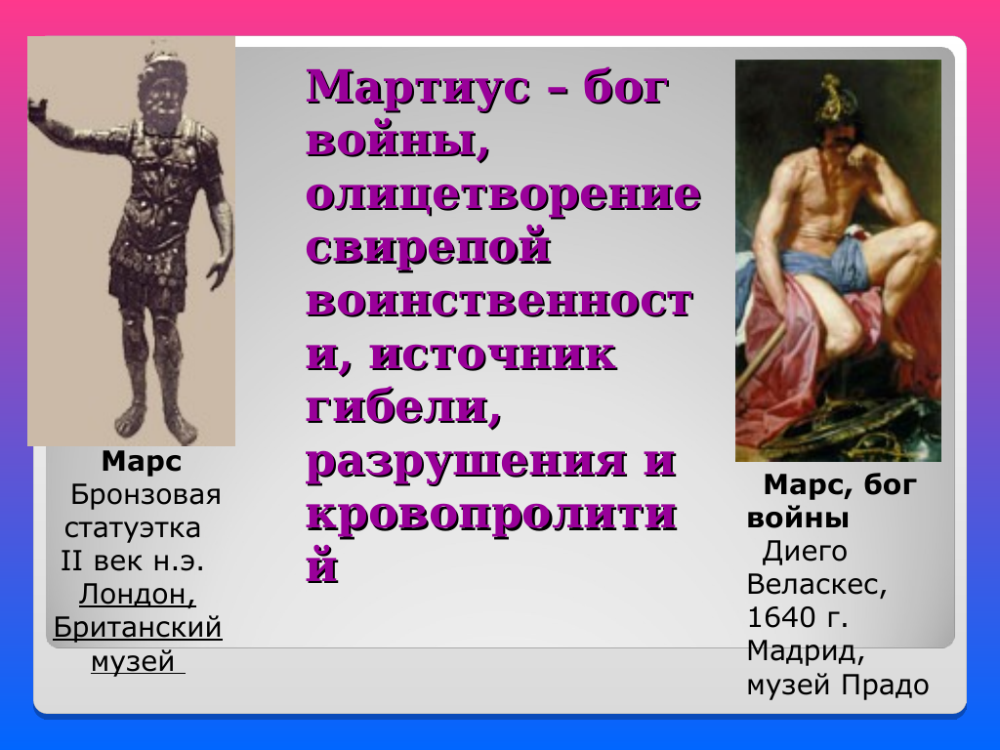 Мартиус – бог
войны,
олицетворение
свирепой
воинственност
и, источник
гибели,
разрушения и
кровопролити
й
Марс
Бронзовая
статуэтка
II век н.э.
Лондон,
Британский
музей
Марс, бог
войны
Диего
Веласкес,
1640 г.
Мадрид,
музей Прадо